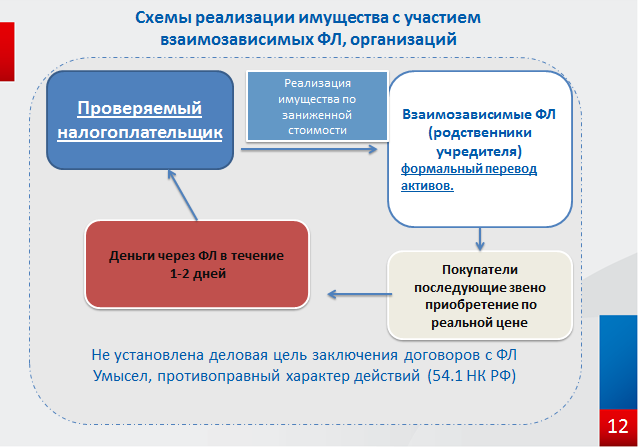 Схемы реализации имущества с участием
взаимозависимых ФЛ, организаций
Проверяемый
налогоплательщик
Реализация
имущества по
заниженной
стоимости
Взаимозависимые ФЛ
(родственники
учредителя)
формальный перевод
активов.
Деньги через ФЛ в течение
1-2 дней
Покупатели
последующие звено
приобретение по
реальной цене
Не установлена деловая цель заключения договоров с ФЛ
Умысел, противоправный характер действий (54.1 НК РФ)
12